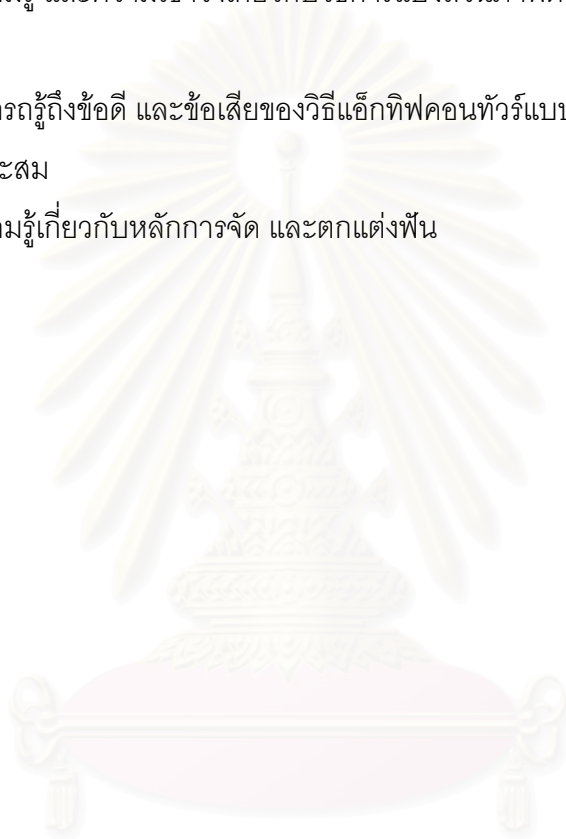 รถรู้ถึงข้อดี และข้อเสียของวิธีแอ็กทิฟคอนทัวร์แบบ
ะสม
ามรู้เกี่ยวกับหลักการจัด และตกแต่งฟัน